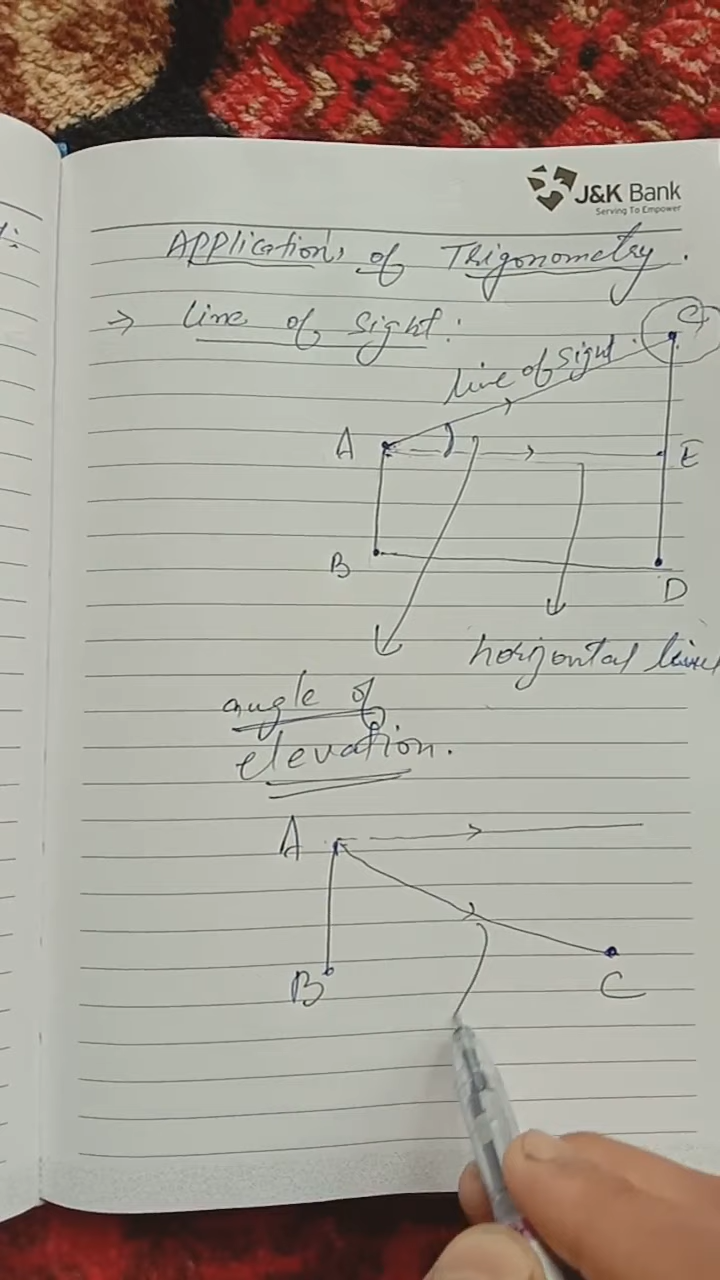 J&K Bank
Serving To Empower
Applications of Trigonometry.
→ Line of Sight:
C
line of Sight.
A
E
B
D
horizontal line
angle of
elevation.
A
B
C